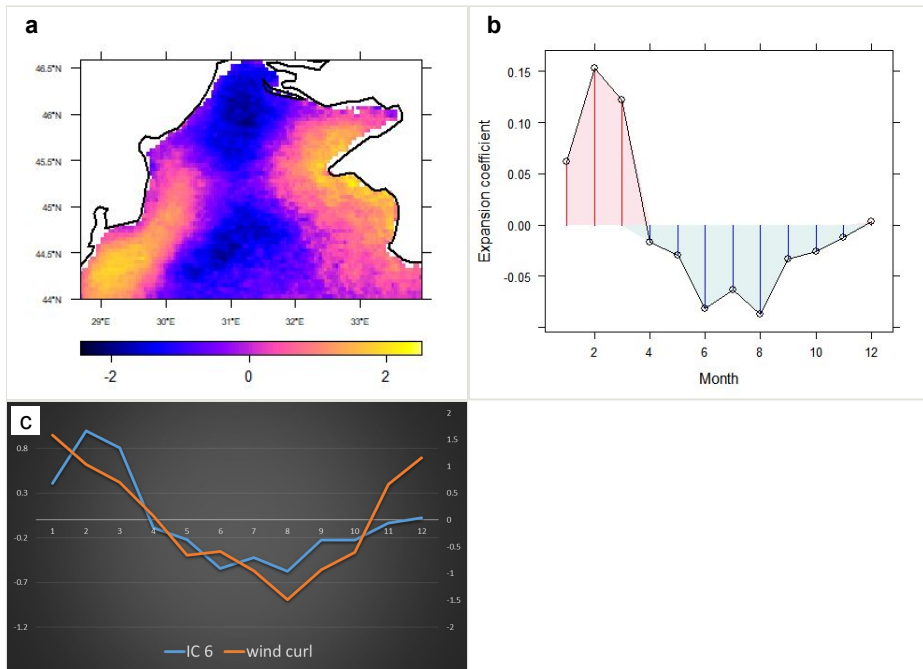 a
46.5°N
46°N
45.5°N
45°N
44.5°N
44°N
29°E 30°E 31°E 32°E 33°E
-2 0 2
b
0.15
0.10
0.05
0.00
-0.05
Expansion coefficient
2 4 6 8 10 12
Month
c
0.8
0.3
-0.2
-0.7
-1.2
1 2 3 4 5 6 7 8 9 10 11 12
2
1.5
1
0.5
0
-0.5
-1
-1.5
-2
IC 6 wind curl